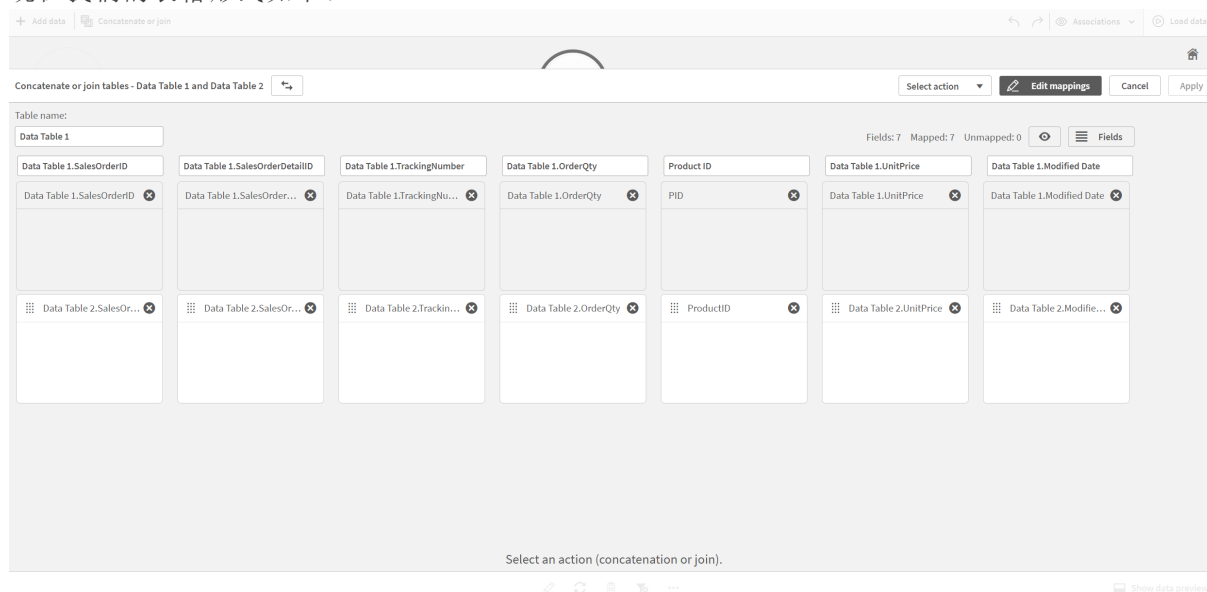 Add data Concatenate or join Associations Load data
Concatenate or join tables - Data Table 1 and Data Table 2 Select action Edit mappings Cancel Apply
Table name:
Data Table 1 Fields: 7 Mapped: 7 Unmapped: 0 Fields
Data Table 1.SalesOrderID Data Table 1.SalesOrderDetailID Data Table 1.TrackingNumber Data Table 1.OrderQty Product ID Data Table 1.UnitPrice Data Table 1.Modified Date
Data Table 1.SalesOrderID Data Table 1.SalesOrder... Data Table 1.TrackingNu... Data Table 1.OrderQty PID Data Table 1.UnitPrice Data Table 1.Modified Date
Data Table 2.SalesOr... Data Table 2.SalesOr... Data Table 2.Trackin... Data Table 2.OrderQty ProductID Data Table 2.UnitPrice Data Table 2.Modifie...
Select an action (concatenation or join).
Show data preview